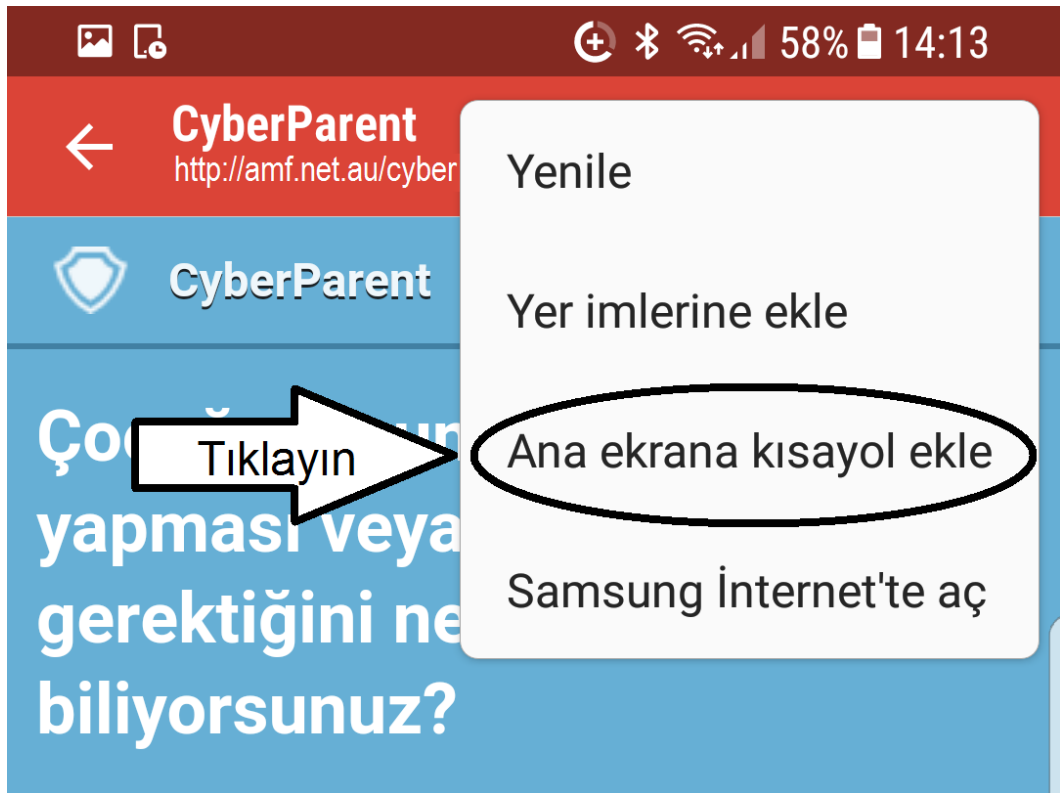 58% 14:13
CyberParent
http://amf.net.au/cyber
Yenile
CyberParent
Yer imlerine ekle
Tıklayın
Ana ekrana kısayol ekle
yapması veya
Samsung İnternet'te aç
gerektiğini ne
biliyorsunuz?